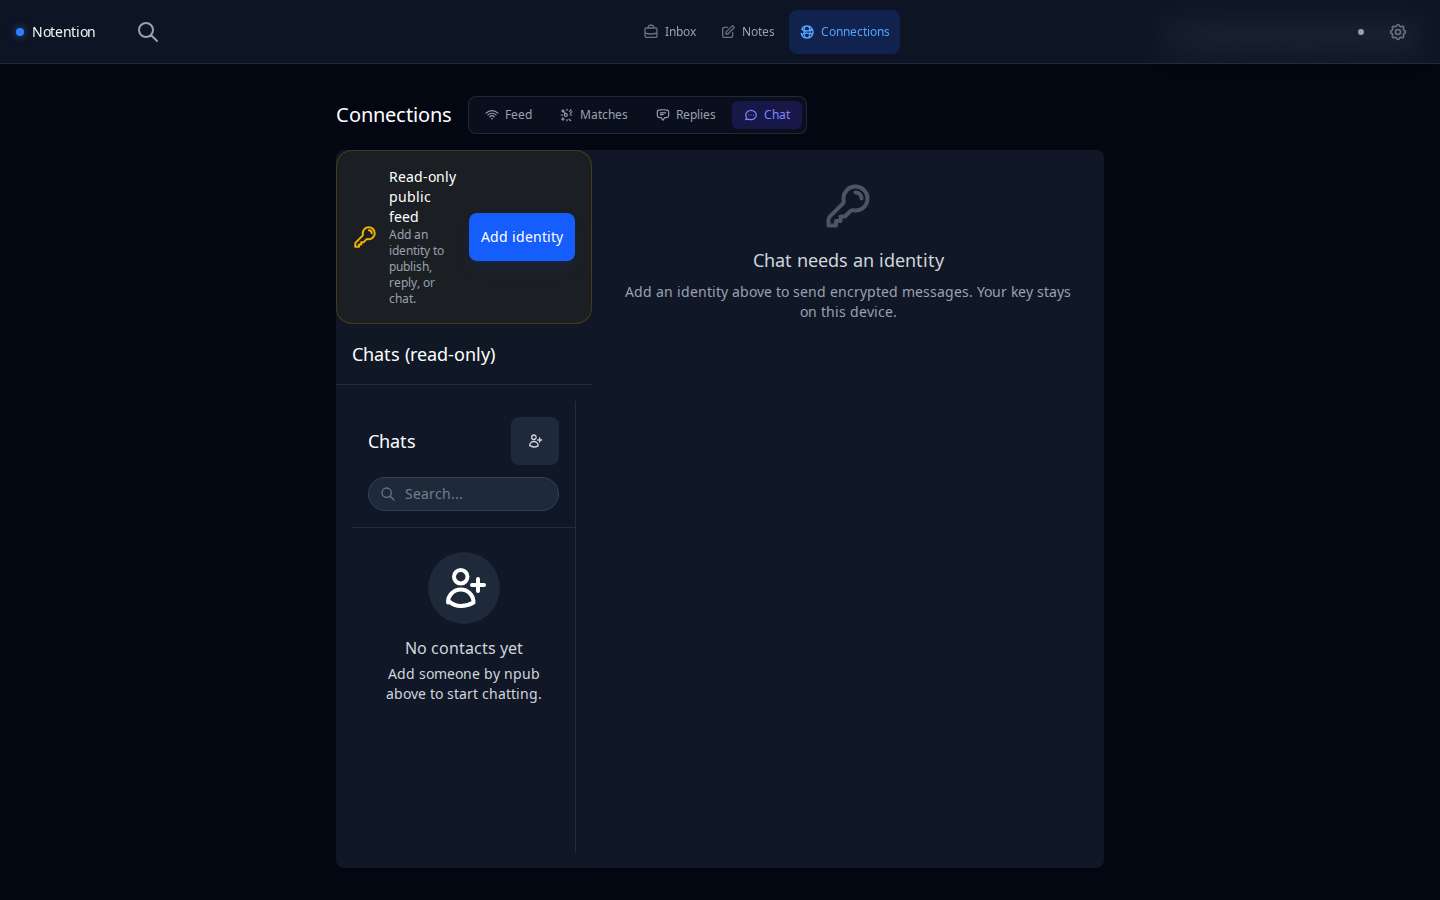 Notention
Inbox
Notes
Connections
Connections
Feed
Matches
Replies
Chat
Read-only
public
feed
Add an
identity to
publish,
reply, or
chat.
Add identity
Chats (read-only)
Chats
Search...
No contacts yet
Add someone by npub
above to start chatting.
Chat needs an identity
Add an identity above to send encrypted messages. Your key stays
on this device.